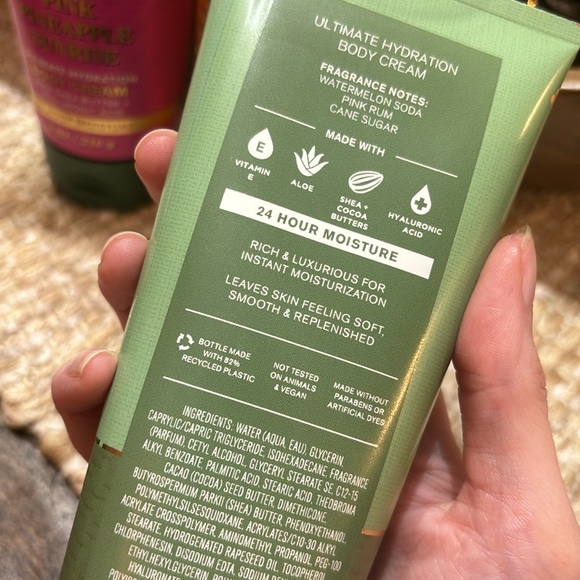 PINK
PINEAPPLE
SUNRISE
ULTIMATE HYDRATION
BODY CREAM
FRAGRANCE NOTES:
WATERMELON SODA
PINK RUM
CANE SUGAR
MADE WITH
E
VITAMIN
E
ALOE
SHEA +
COCOA
BUTTERS
HYALURONIC
ACID
24 HOUR MOISTURE
RICH & LUXURIOUS FOR
INSTANT MOISTURIZATION
LEAVES SKIN FEELING SOFT,
SMOOTH & REPLENISHED
BOTTLE MADE
WITH 82%
RECYCLED PLASTIC
NOT TESTED
ON ANIMALS
& VEGAN
MADE WITHOUT
PARABENS OR
ARTIFICIAL DYES
INGREDIENTS: WATER (AQUA, EAU), GLYCERIN,
CAPRYLIC/CAPRIC TRIGLYCERIDE, ISOHEXADECANE, FRAGRANCE
(PARFUM), CETYL ALCOHOL, GLYCERYL STEARATE SE, C12-15
ALKYL BENZOATE, PALMITIC ACID, STEARIC ACID, THEOBROMA
CACAO (COCOA) SEED BUTTER, DIMETHICONE,
BUTYROSPERMUM PARKII (SHEA) BUTTER, PHENOXYETHANOL,
POLYMETHYLSILSESQUIOXANE, ACRYLATES/C10-30 ALKYL
ACRYLATE CROSSPOLYMER, AMINOMETHYL PROPANOL, PEG-100
STEARATE, HYDROGENATED RAPESEED OIL, TOCOPHEROL,
CHLORPHENESIN, DISODIUM EDTA, SODIUM
ETHYLHEXYLGLYCERIN,